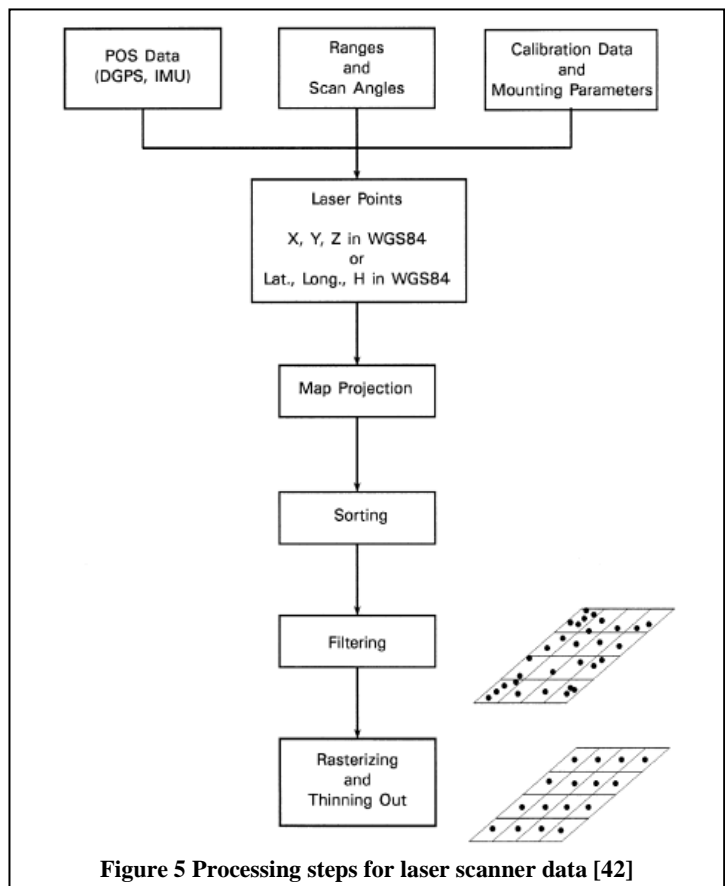 POS Data
(DGPS, IMU)
Ranges
and
Scan Angles
Calibration Data
and
Mounting Parameters
Laser Points
X, Y, Z in WGS84
or
Lat., Long., H in WGS84
Map Projection
Sorting
Filtering
Rasterizing
and
Thinning Out
Figure 5 Processing steps for laser scanner data [42]